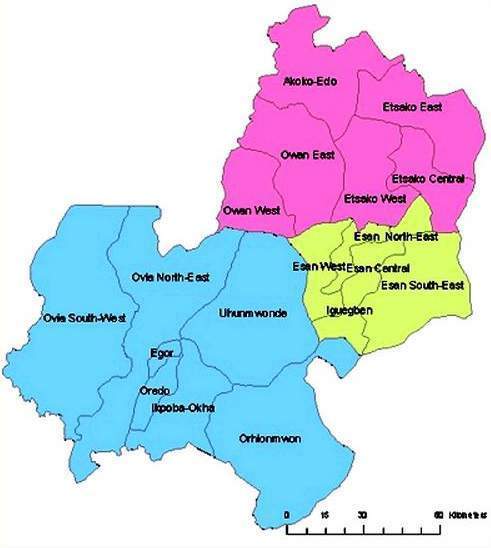 Akoko-Edo
Etsako East
Owan East
Etsako Central
Etsako West
Owan West
Esan North-East
Esan West
Esan Central
Ovia North-East
Esan South-East
Uhunmwonde
Iguegben
Ovia South-West
Egor
Oredo
Ikpoba-Okha
Orhionmwon
0 15 30 60 Kilometers